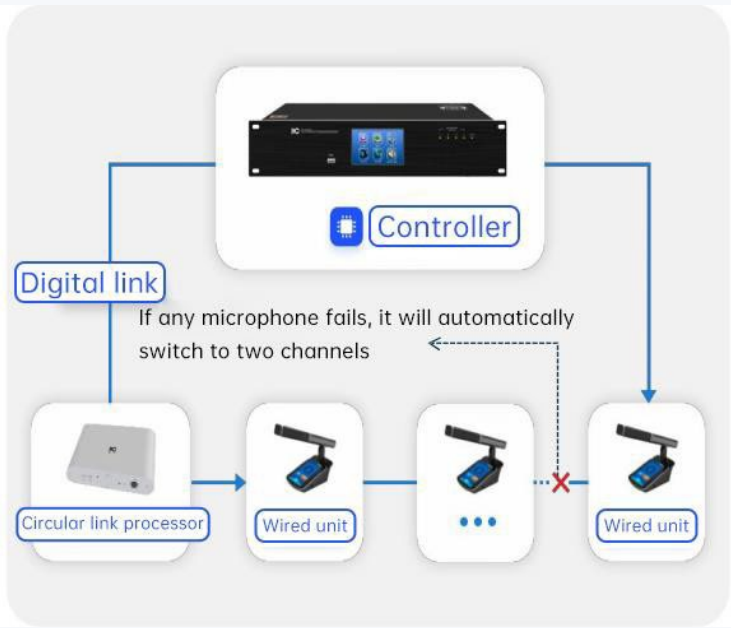 Controller
Digital link
If any microphone fails, it will automatically
switch to two channels
Circular link processor
Wired unit
Wired unit